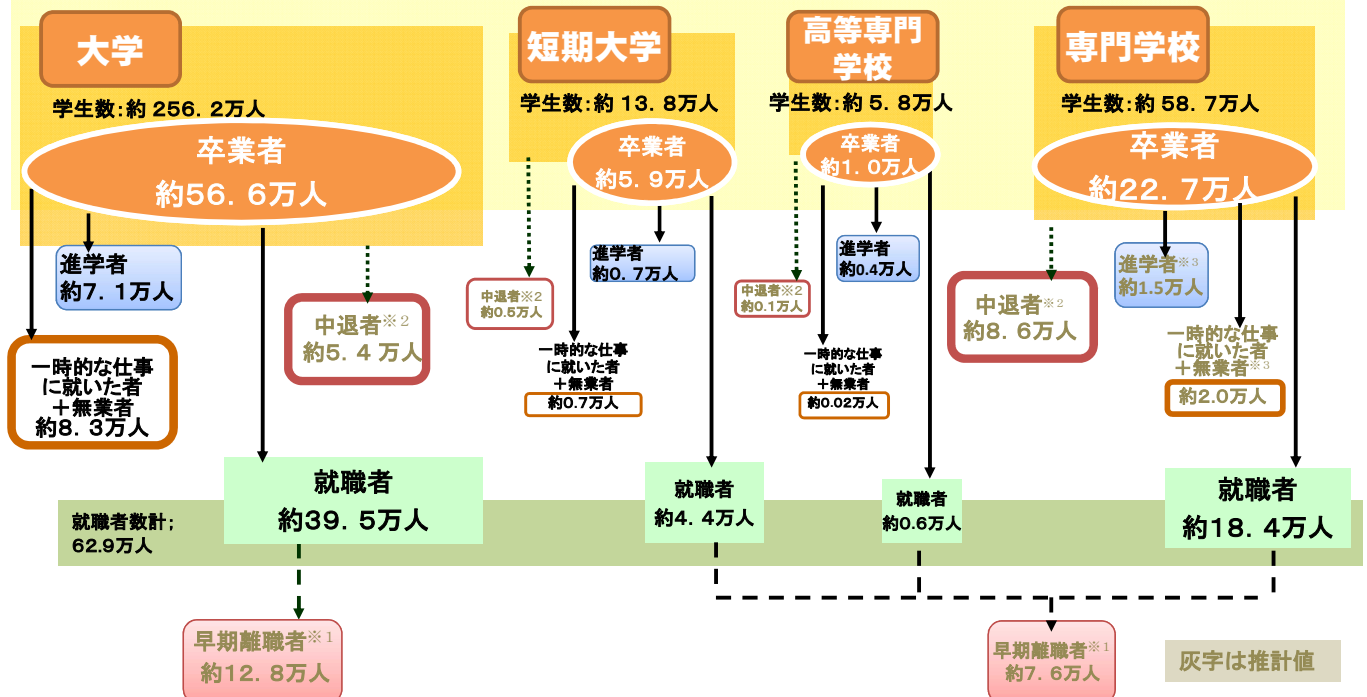 大学
学生数：約 256．2万人
卒業者
約56．6万人
進学者
約7．1万人
中退者※2
約5．4 万人
一時的な仕事
に就いた者
＋無業者
約8．3万人
就職者
約39．5万人
短期大学
学生数：約 13．8万人
卒業者
約5．9万人
進学者
約0．7万人
中退者※2
約0.5万人
一時的な仕事
に就いた者
＋無業者
約0.7万人
就職者
約4．4万人
高等専門
学校
学生数：約 5．8万人
卒業者
約1．0万人
進学者
約0.4万人
中退者※2
約0.1万人
一時的な仕事
に就いた者
＋無業者
約0.02万人
就職者
約0.6万人
専門学校
学生数：約 58．7万人
卒業者
約22．7万人
進学者※3
約1.5万人
中退者※2
約8．6万人
一時的な仕事
に就いた者
＋無業者※3
約2.0万人
就職者
約18．4万人
就職者数計；
62.9万人
早期離職者※1
約12．8万人
早期離職者※1
約7．6万人
灰字は推計値